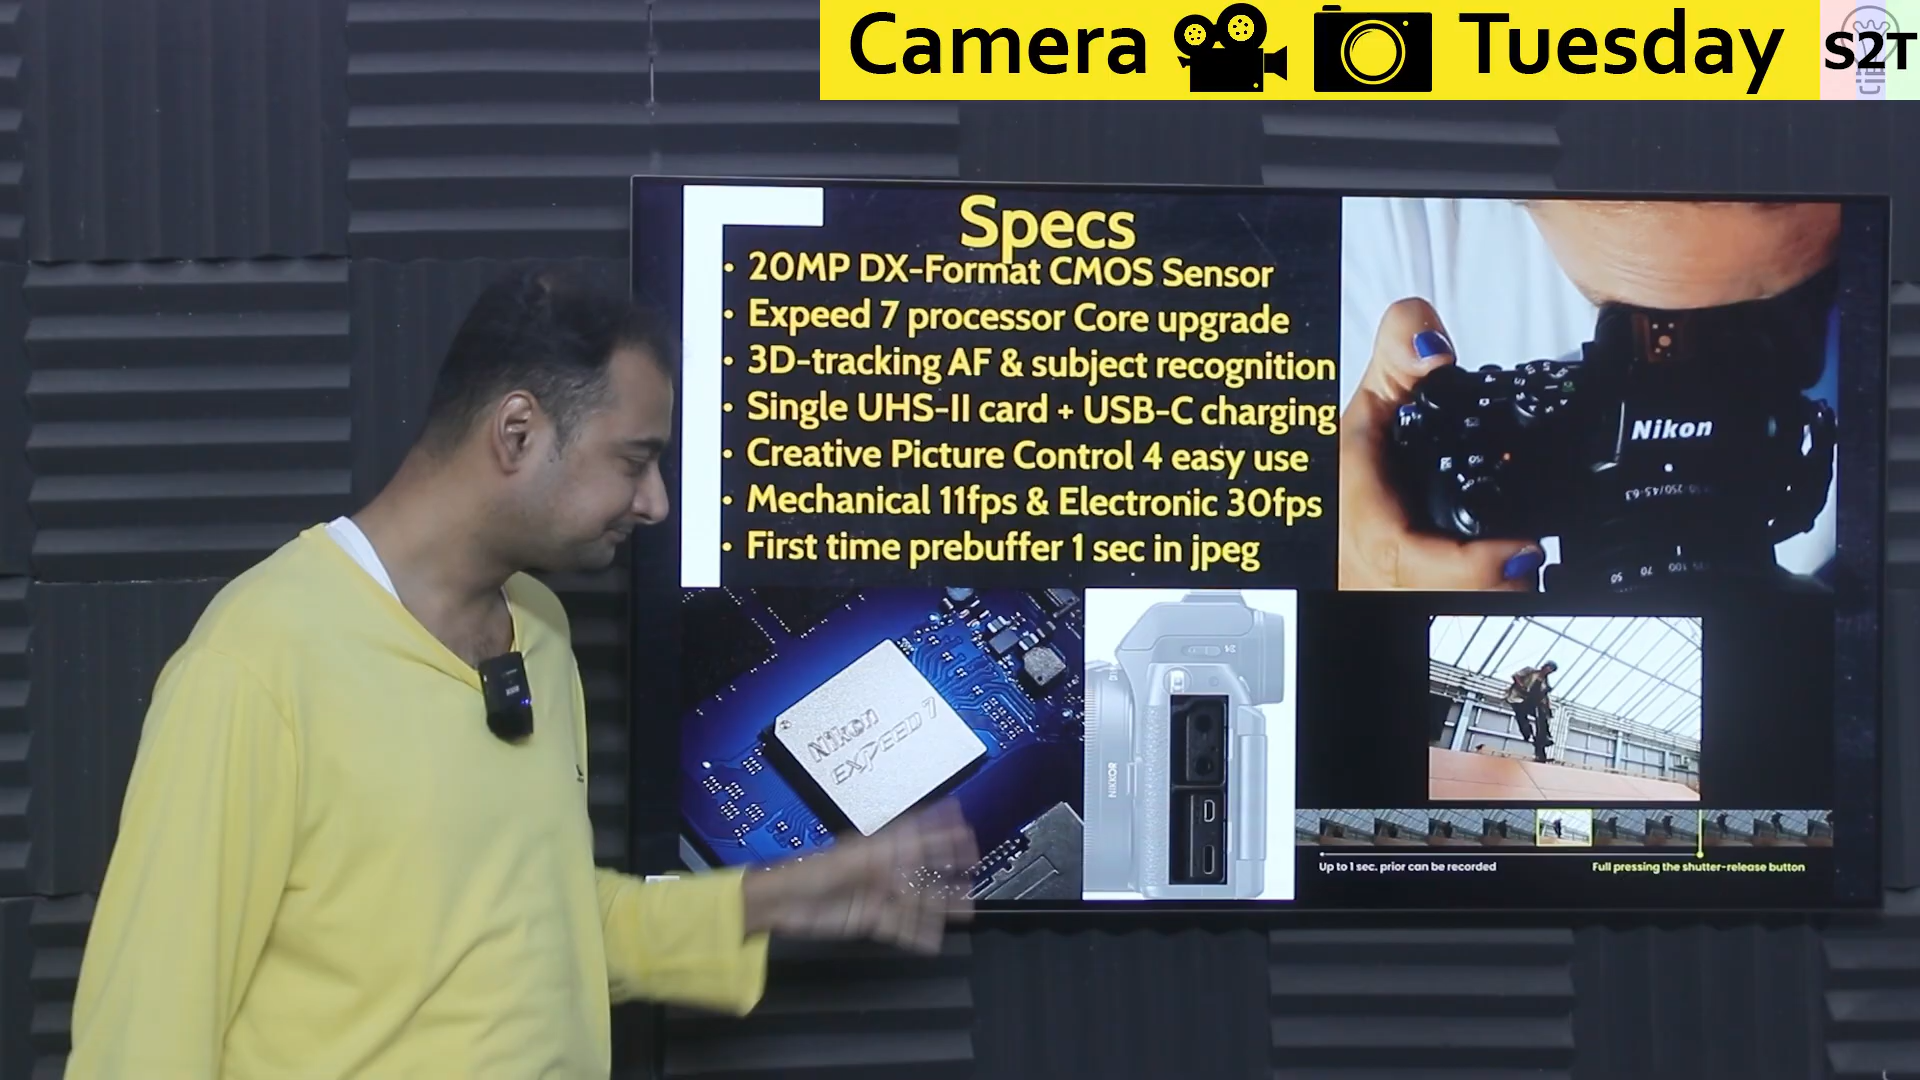 Camera Tuesday
S2T
Specs
• 20MP DX-Format CMOS Sensor
• Expeed 7 processor Core upgrade
• 3D-tracking AF & subject recognition
• Single UHS-II card + USB-C charging
• Creative Picture Control 4 easy use
• Mechanical 11fps & Electronic 30fps
• First time prebuffer 1 sec in jpeg
Nikon
Nikon
EXPEED 7
NIKKOR
Up to 1 sec. prior can be recorded
Full pressing the shutter-release button